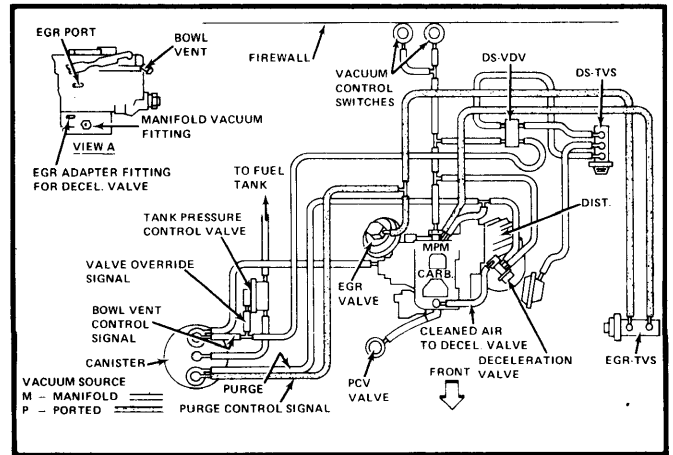 EGR PORT
BOWL
VENT
FIREWALL
MANIFOLD VACUUM
FITTING
VIEW A
EGR ADAPTER FITTING
FOR DECEL. VALVE
VACUUM
CONTROL
SWITCHES
DS-VDV
DS-TVS
TO FUEL
TANK
TANK PRESSURE
CONTROL VALVE
VALVE OVERRIDE
SIGNAL
BOWL VENT
CONTROL
SIGNAL
CANISTER
DIST.
MPM
CARB.
EGR
VALVE
CLEANED AIR
TO DECEL. VALVE
DECELERATION
VALVE
EGR-TVS
PURGE
PURGE CONTROL SIGNAL
PCV
VALVE
FRONT
VACUUM SOURCE
M – MANIFOLD
P – PORTED